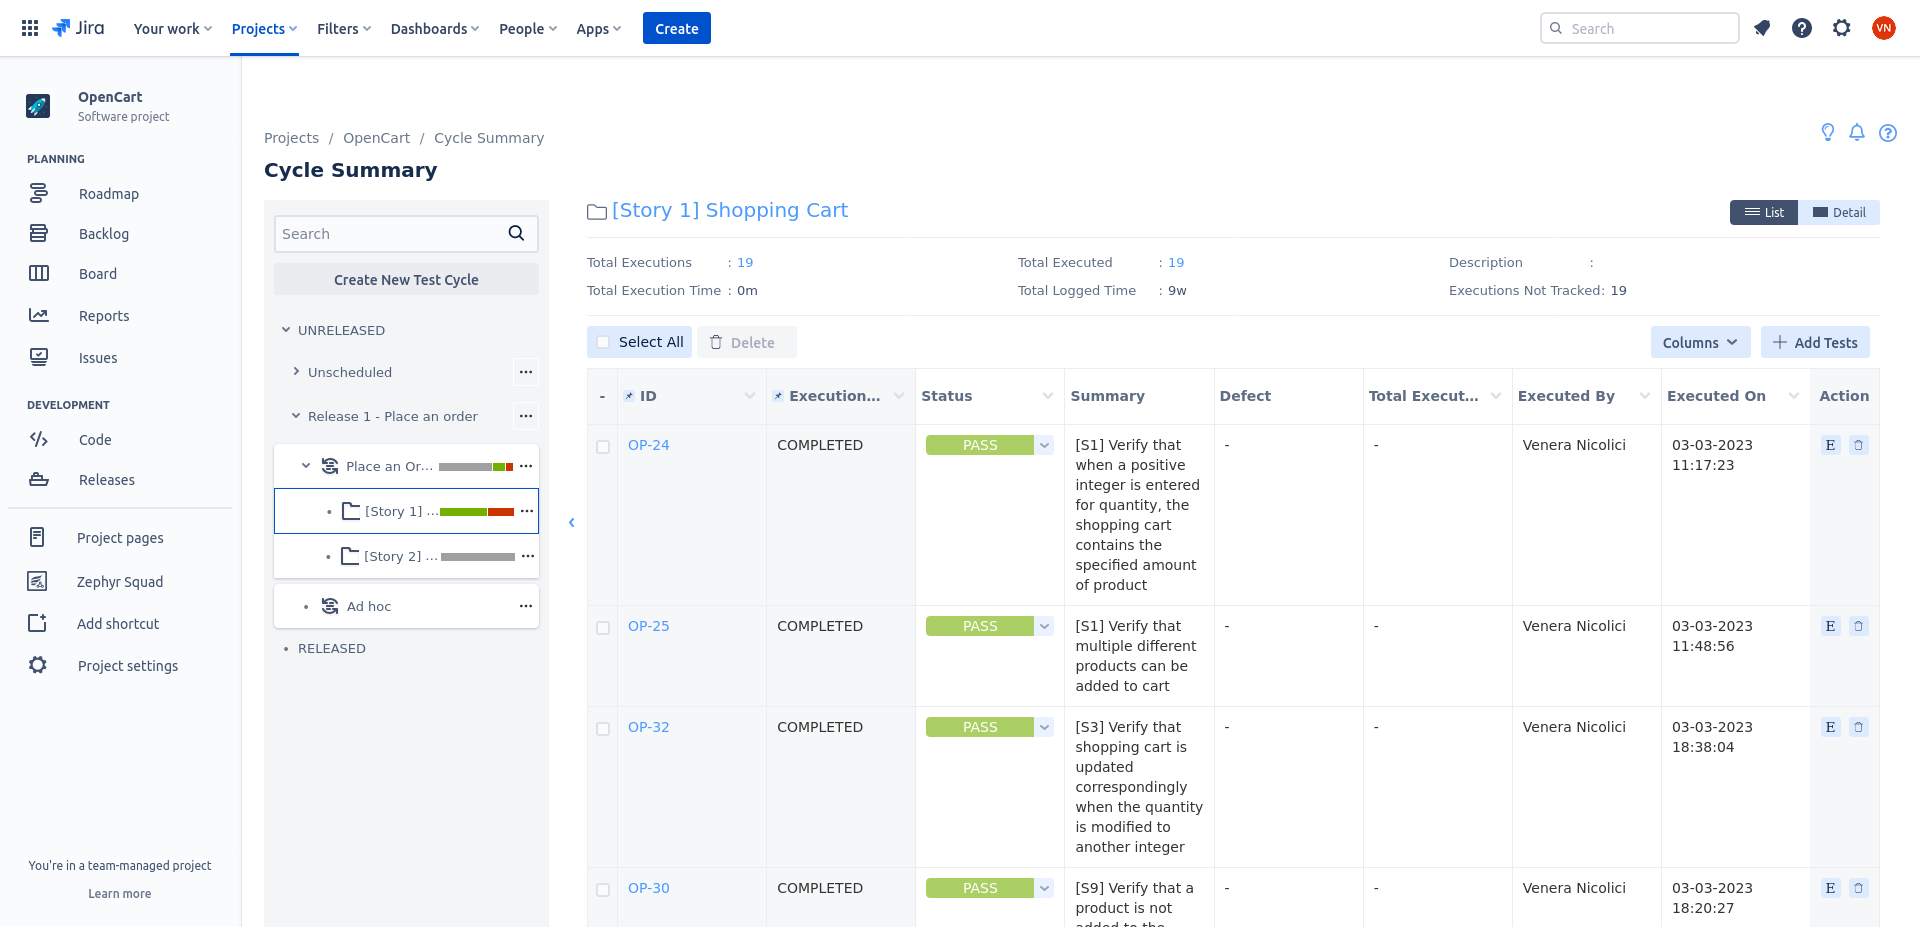 Jira
Your work
Projects
Filters
Dashboards
People
Apps
Create
Search
VN
OpenCart
Software project
PLANNING
Roadmap
Backlog
Board
Reports
Issues
DEVELOPMENT
Code
Releases
Project pages
Zephyr Squad
Add shortcut
Project settings
You're in a team-managed project
Learn more
Projects / OpenCart / Cycle Summary
Cycle Summary
Search
Create New Test Cycle
UNRELEASED
Unscheduled
Release 1 - Place an order
Place an Or...
[Story 1] ...
[Story 2] ...
Ad hoc
RELEASED
[Story 1] Shopping Cart
List
Detail
Total Executions : 19
Total Executed : 19
Description :
Total Execution Time : 0m
Total Logged Time : 9w
Executions Not Tracked: 19
Select All
Delete
Columns
Add Tests
- ID Execution... Status Summary Defect Total Execut... Executed By Executed On Action
OP-24 COMPLETED PASS [S1] Verify that - - Venera Nicolici 03-03-2023 E
when a positive 11:17:23
integer is entered
for quantity, the
shopping cart
contains the
specified amount
of product
OP-25 COMPLETED PASS [S1] Verify that - - Venera Nicolici 03-03-2023 E
multiple different 11:48:56
products can be
added to cart
OP-32 COMPLETED PASS [S3] Verify that - - Venera Nicolici 03-03-2023 E
shopping cart is 18:38:04
updated
correspondingly
when the quantity
is modified to
another integer
OP-30 COMPLETED PASS [S9] Verify that a - - Venera Nicolici 03-03-2023 E
product is not 18:20:27
added to the